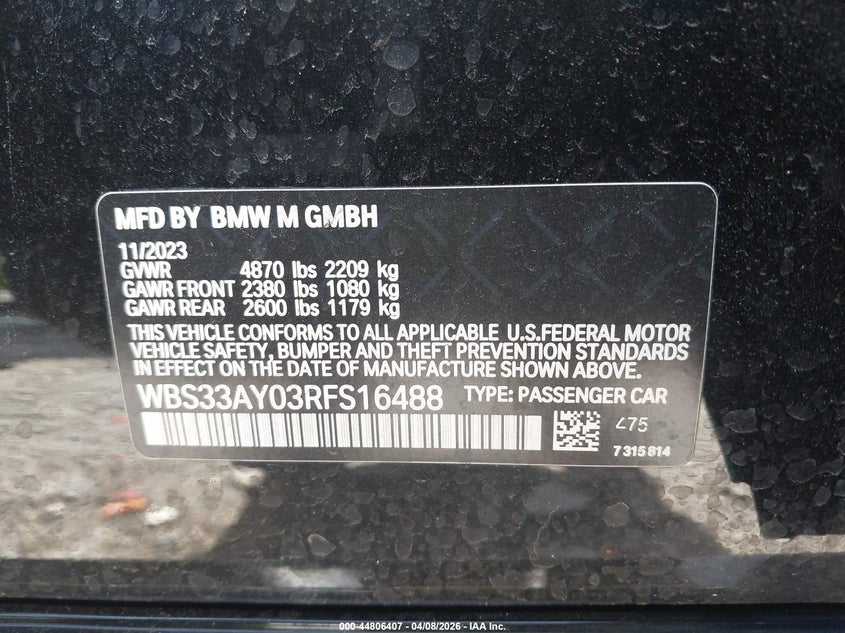 MFD BY BMW M GMBH
11/2023
GVWR 4870 lbs 2209 kg
GAWR FRONT 2380 lbs 1080 kg
GAWR REAR 2600 lbs 1179 kg
THIS VEHICLE CONFORMS TO ALL APPLICABLE U.S.FEDERAL MOTOR
VEHICLE SAFETY, BUMPER AND THEFT PREVENTION STANDARDS
IN EFFECT ON THE DATE OF MANUFACTURE SHOWN ABOVE.
WBS33AY03RFS16488 TYPE: PASSENGER CAR
475
7315814
000-44806407 - 04/08/2026 - IAA Inc.